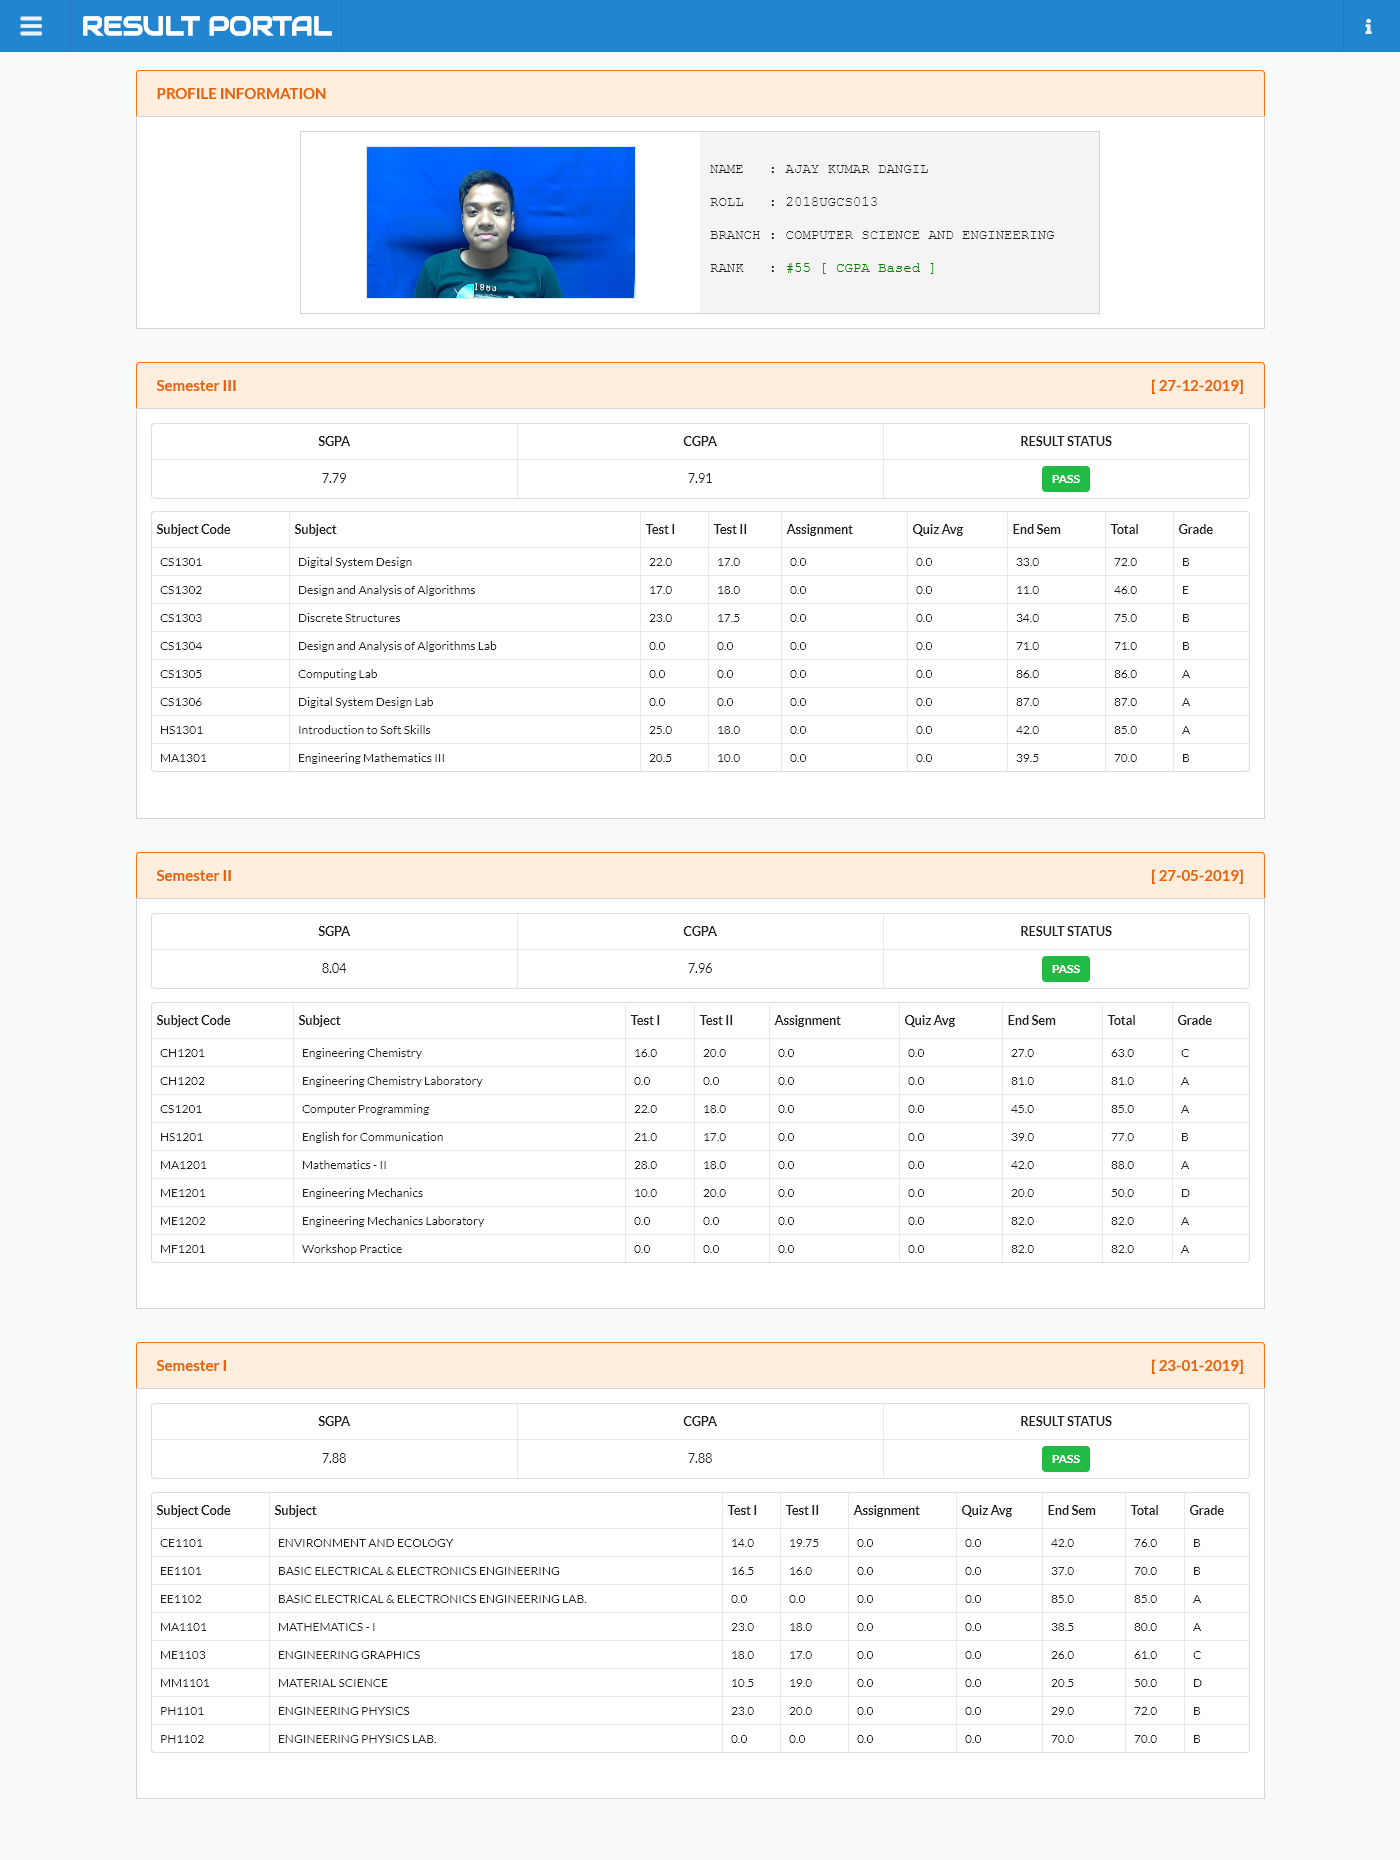 RESULT PORTAL
PROFILE INFORMATION
1963
NAME : AJAY KUMAR DANGIL
ROLL : 2018UGCS013
BRANCH : COMPUTER SCIENCE AND ENGINEERING
RANK : #55 [ CGPA Based ]
Semester III [ 27-12-2019]
SGPA CGPA RESULT STATUS
7.79 7.91 PASS
Subject Code Subject Test I Test II Assignment Quiz Avg End Sem Total Grade
CS1301 Digital System Design 22.0 17.0 0.0 0.0 33.0 72.0 B
CS1302 Design and Analysis of Algorithms 17.0 18.0 0.0 0.0 11.0 46.0 E
CS1303 Discrete Structures 23.0 17.5 0.0 0.0 34.0 75.0 B
CS1304 Design and Analysis of Algorithms Lab 0.0 0.0 0.0 0.0 71.0 71.0 B
CS1305 Computing Lab 0.0 0.0 0.0 0.0 86.0 86.0 A
CS1306 Digital System Design Lab 0.0 0.0 0.0 0.0 87.0 87.0 A
HS1301 Introduction to Soft Skills 25.0 18.0 0.0 0.0 42.0 85.0 A
MA1301 Engineering Mathematics III 20.5 10.0 0.0 0.0 39.5 70.0 B
Semester II [ 27-05-2019]
SGPA CGPA RESULT STATUS
8.04 7.96 PASS
Subject Code Subject Test I Test II Assignment Quiz Avg End Sem Total Grade
CH1201 Engineering Chemistry 16.0 20.0 0.0 0.0 27.0 63.0 C
CH1202 Engineering Chemistry Laboratory 0.0 0.0 0.0 0.0 81.0 81.0 A
CS1201 Computer Programming 22.0 18.0 0.0 0.0 45.0 85.0 A
HS1201 English for Communication 21.0 17.0 0.0 0.0 39.0 77.0 B
MA1201 Mathematics - II 28.0 18.0 0.0 0.0 42.0 88.0 A
ME1201 Engineering Mechanics 10.0 20.0 0.0 0.0 20.0 50.0 D
ME1202 Engineering Mechanics Laboratory 0.0 0.0 0.0 0.0 82.0 82.0 A
MF1201 Workshop Practice 0.0 0.0 0.0 0.0 82.0 82.0 A
Semester I [ 23-01-2019]
SGPA CGPA RESULT STATUS
7.88 7.88 PASS
Subject Code Subject Test I Test II Assignment Quiz Avg End Sem Total Grade
CE1101 ENVIRONMENT AND ECOLOGY 14.0 19.75 0.0 0.0 42.0 76.0 B
EE1101 BASIC ELECTRICAL & ELECTRONICS ENGINEERING 16.5 16.0 0.0 0.0 37.0 70.0 B
EE1102 BASIC ELECTRICAL & ELECTRONICS ENGINEERING LAB. 0.0 0.0 0.0 0.0 85.0 85.0 A
MA1101 MATHEMATICS - I 23.0 18.0 0.0 0.0 38.5 80.0 A
ME1103 ENGINEERING GRAPHICS 18.0 17.0 0.0 0.0 26.0 61.0 C
MM1101 MATERIAL SCIENCE 10.5 19.0 0.0 0.0 20.5 50.0 D
PH1101 ENGINEERING PHYSICS 23.0 20.0 0.0 0.0 29.0 72.0 B
PH1102 ENGINEERING PHYSICS LAB. 0.0 0.0 0.0 0.0 70.0 70.0 B